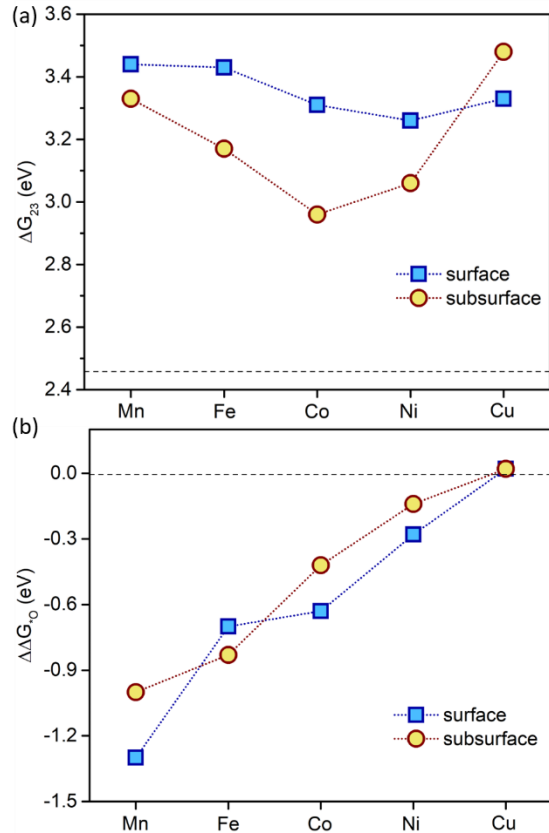 (a)
3.6
3.4
3.2
3.0
2.8
2.6
2.4
ΔG23 (eV)
surface
subsurface
Mn Fe Co Ni Cu
(b)
0.0
-0.3
-0.6
-0.9
-1.2
-1.5
ΔΔG*O (eV)
surface
subsurface
Mn Fe Co Ni Cu